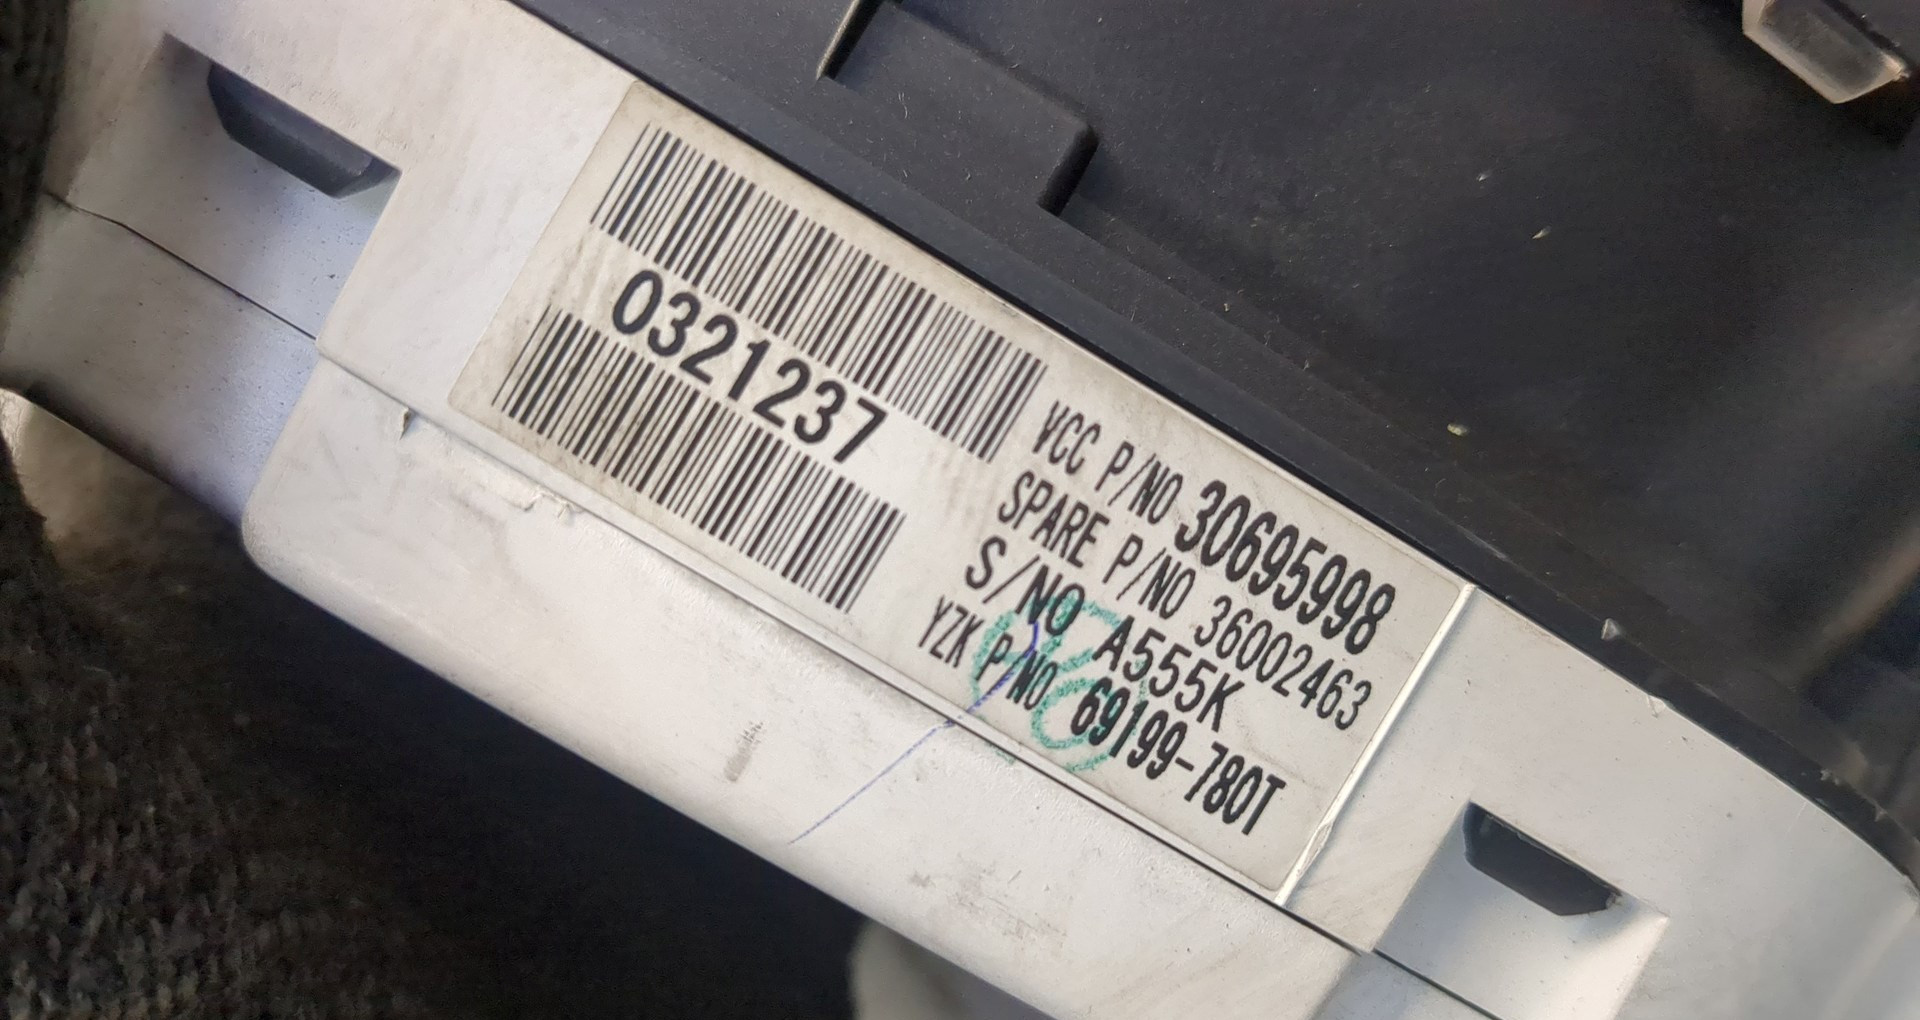 0321237
VCC P/NO 30695998
SPARE P/NO 36002463
S/NO A555K
YZK P/NO 69199-780T